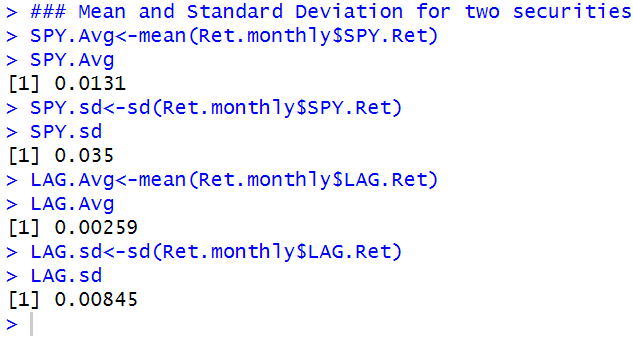 > ### Mean and Standard Deviation for two securities
> SPY.Avg<-mean(Ret.monthly$SPY.Ret)
> SPY.Avg
[1] 0.0131
> SPY.sd<-sd(Ret.monthly$SPY.Ret)
> SPY.sd
[1] 0.035
> LAG.Avg<-mean(Ret.monthly$LAG.Ret)
> LAG.Avg
[1] 0.00259
> LAG.sd<-sd(Ret.monthly$LAG.Ret)
> LAG.sd
[1] 0.00845
>